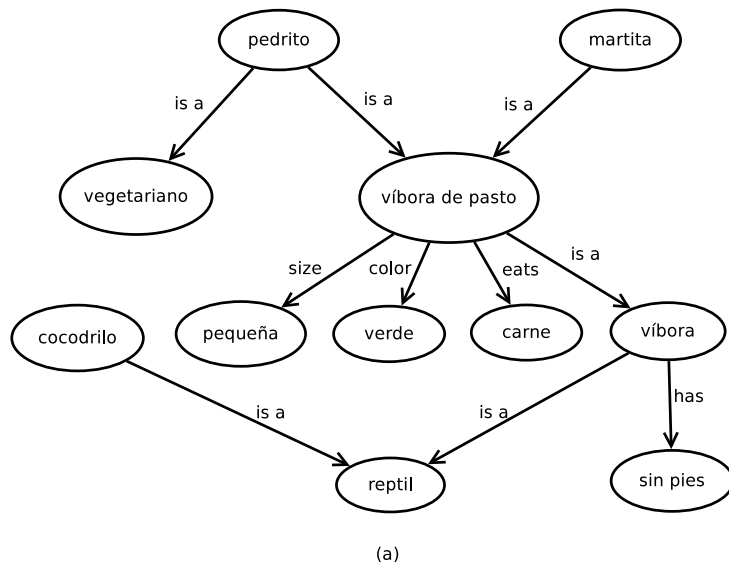 pedrito
martita
is a
is a
is a
vegetariano
víbora de pasto
size
color
eats
is a
cocodrilo
pequeña
verde
carne
víbora
is a
is a
has
reptil
sin pies
(a)